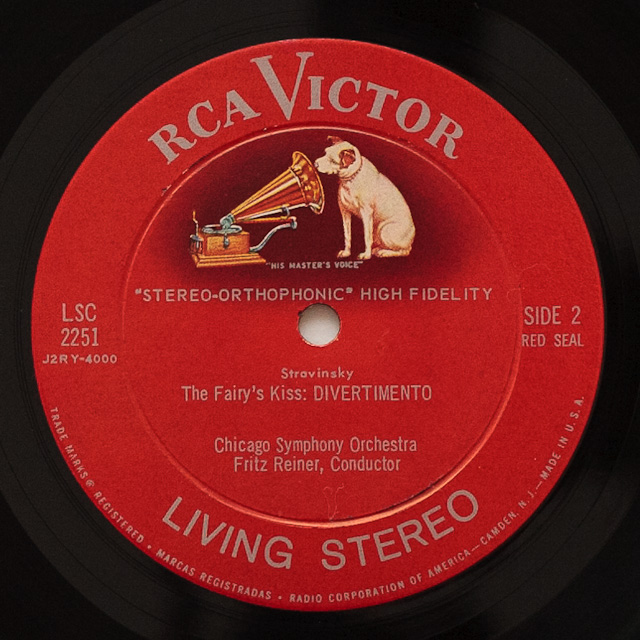 RCA VICTOR
"HIS MASTER'S VOICE"
"STEREO-ORTHOPHONIC" HIGH FIDELITY
LSC
2251
J2RY-4000
SIDE 2
RED SEAL
Stravinsky
The Fairy's Kiss: DIVERTIMENTO
Chicago Symphony Orchestra
Fritz Reiner, Conductor
LIVING STEREO
TRADE MARKS ® REGISTERED • MARCAS REGISTRADAS • RADIO CORPORATION OF AMERICA—CAMDEN, N. J.—MADE IN U.S.A.